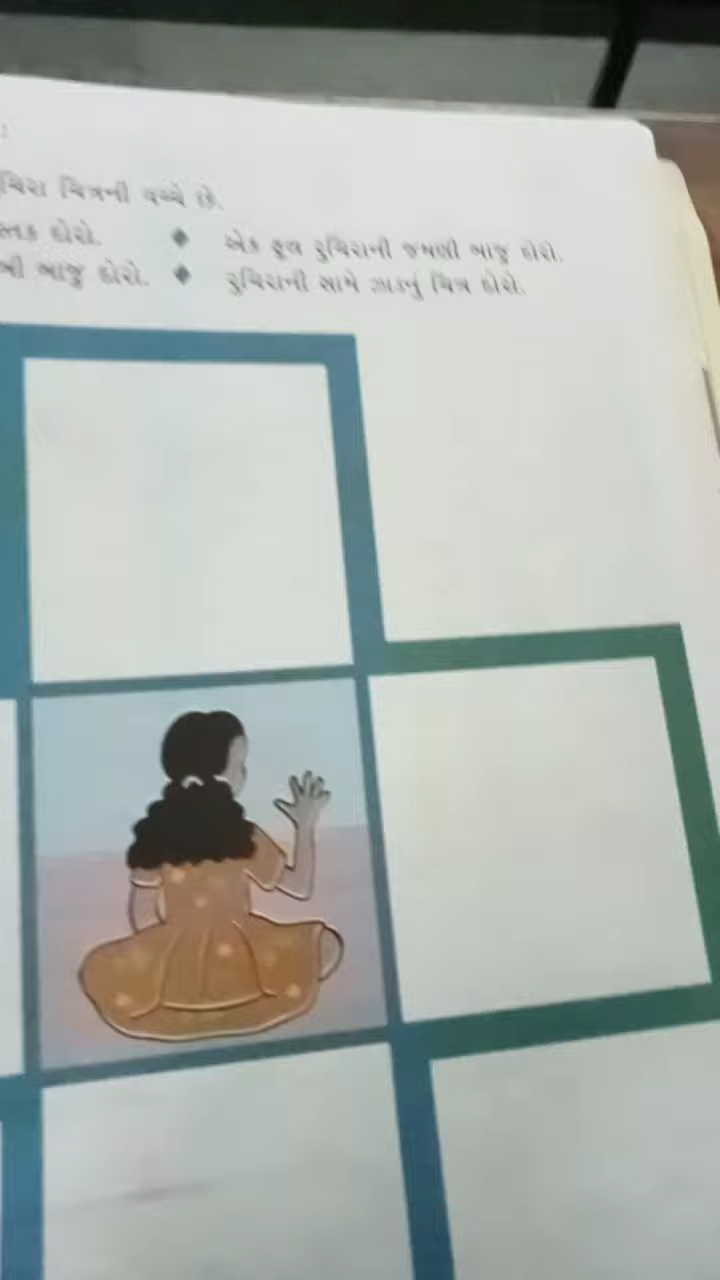 ચિત્રની વચ્ચે છે.
દોરો. ◆ એક ફૂલ રુચિરાની જમણી બાજુ દોરો.
બાજુ દોરો. ◆ રુચિરાની સામે ઝાડનું ચિત્ર દોરો.